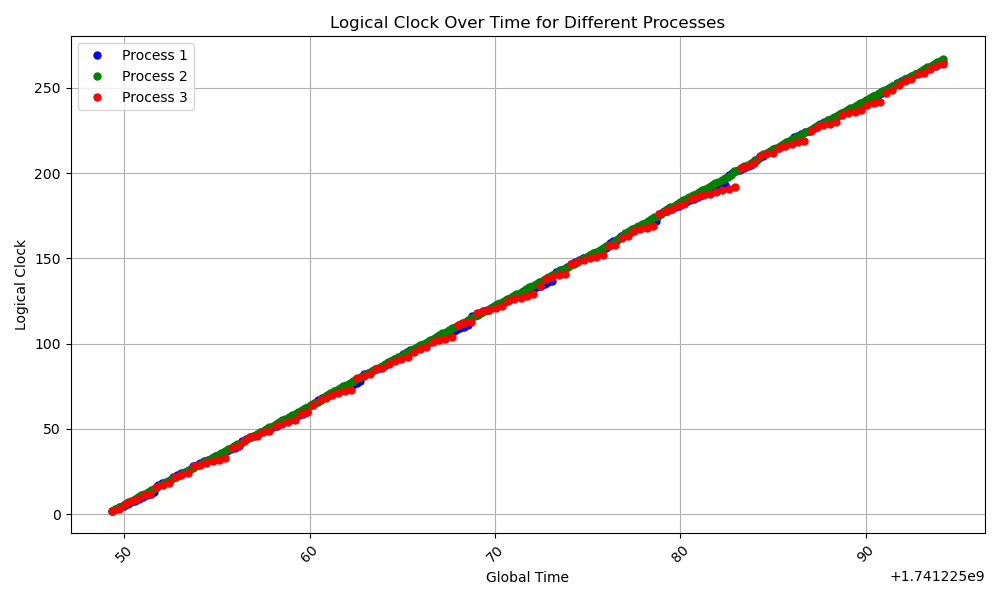 Logical Clock Over Time for Different Processes
Process 1
Process 2
Process 3
Logical Clock
250
200
150
100
50
0
50
60
70
80
90
Global Time
+1.741225e9